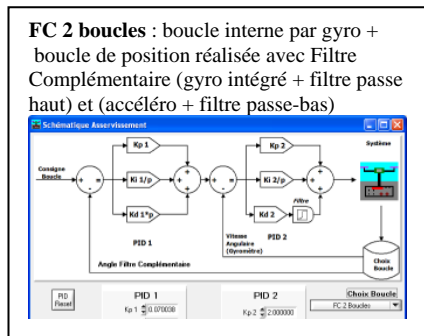 FC 2 boucles : boucle interne par gyro +
boucle de position réalisée avec Filtre
Complémentaire (gyro intégré + filtre passe
haut) et (accéléro + filtre passe-bas)
Schématique Asservissement
Kp 1
Kp 2
Système
Consigne
Boucle
Ki 1/p
Ki 2/p
Filtre
Kd 1*p
Kd 2
PID 1
PID 2
Vitesse
Angulaire
(Gyromètre)
Choix
Boucle
Angle Filtre Complémentaire
PID
PID 1
PID 2
Choix Boucle
Kp 1 0.070038
Kp 2 2.000000
FC 2 Boucles